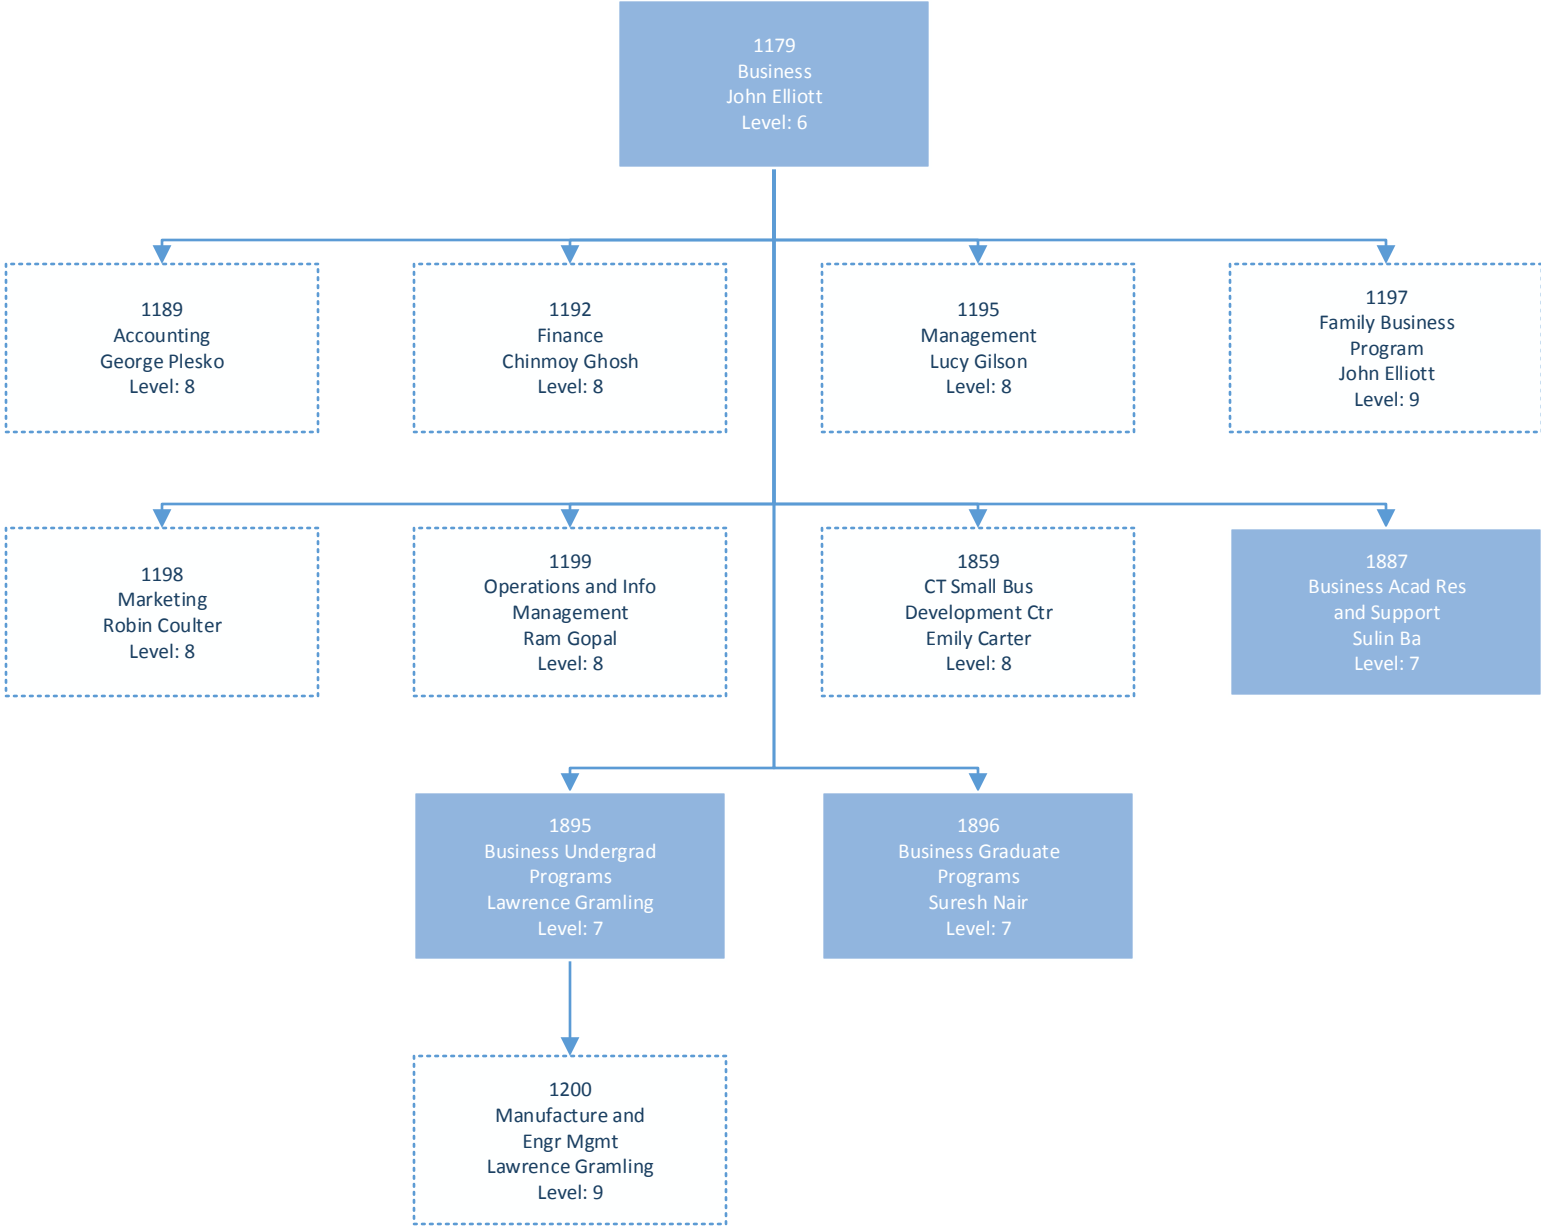 1179
Business
John Elliott
Level: 6
1189
Accounting
George Plesko
Level: 8
1192
Finance
Chinmoy Ghosh
Level: 8
1195
Management
Lucy Gilson
Level: 8
1197
Family Business
Program
John Elliott
Level: 9
1198
Marketing
Robin Coulter
Level: 8
1199
Operations and Info
Management
Ram Gopal
Level: 8
1859
CT Small Bus
Development Ctr
Emily Carter
Level: 8
1887
Business Acad Res
and Support
Sulin Ba
Level: 7
1895
Business Undergrad
Programs
Lawrence Gramling
Level: 7
1896
Business Graduate
Programs
Suresh Nair
Level: 7
1200
Manufacture and
Engr Mgmt
Lawrence Gramling
Level: 9